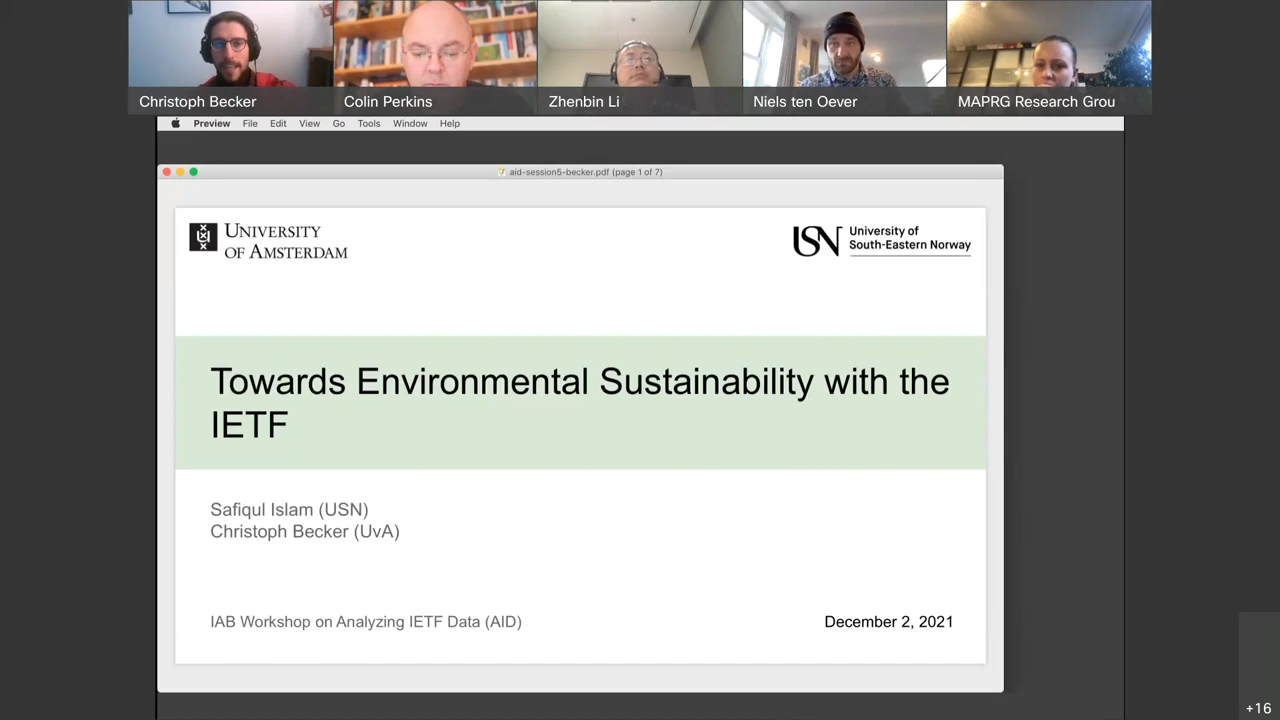 Christoph Becker
Colin Perkins
Zhenbin Li
Niels ten Oever
MAPRG Research Grou
Preview File Edit View Go Tools Window Help
aid-session5-becker.pdf (page 1 of 7)
UNIVERSITY
OF AMSTERDAM
USN University of
South-Eastern Norway
Towards Environmental Sustainability with the
IETF
Safiqul Islam (USN)
Christoph Becker (UvA)
IAB Workshop on Analyzing IETF Data (AID)
December 2, 2021
+16